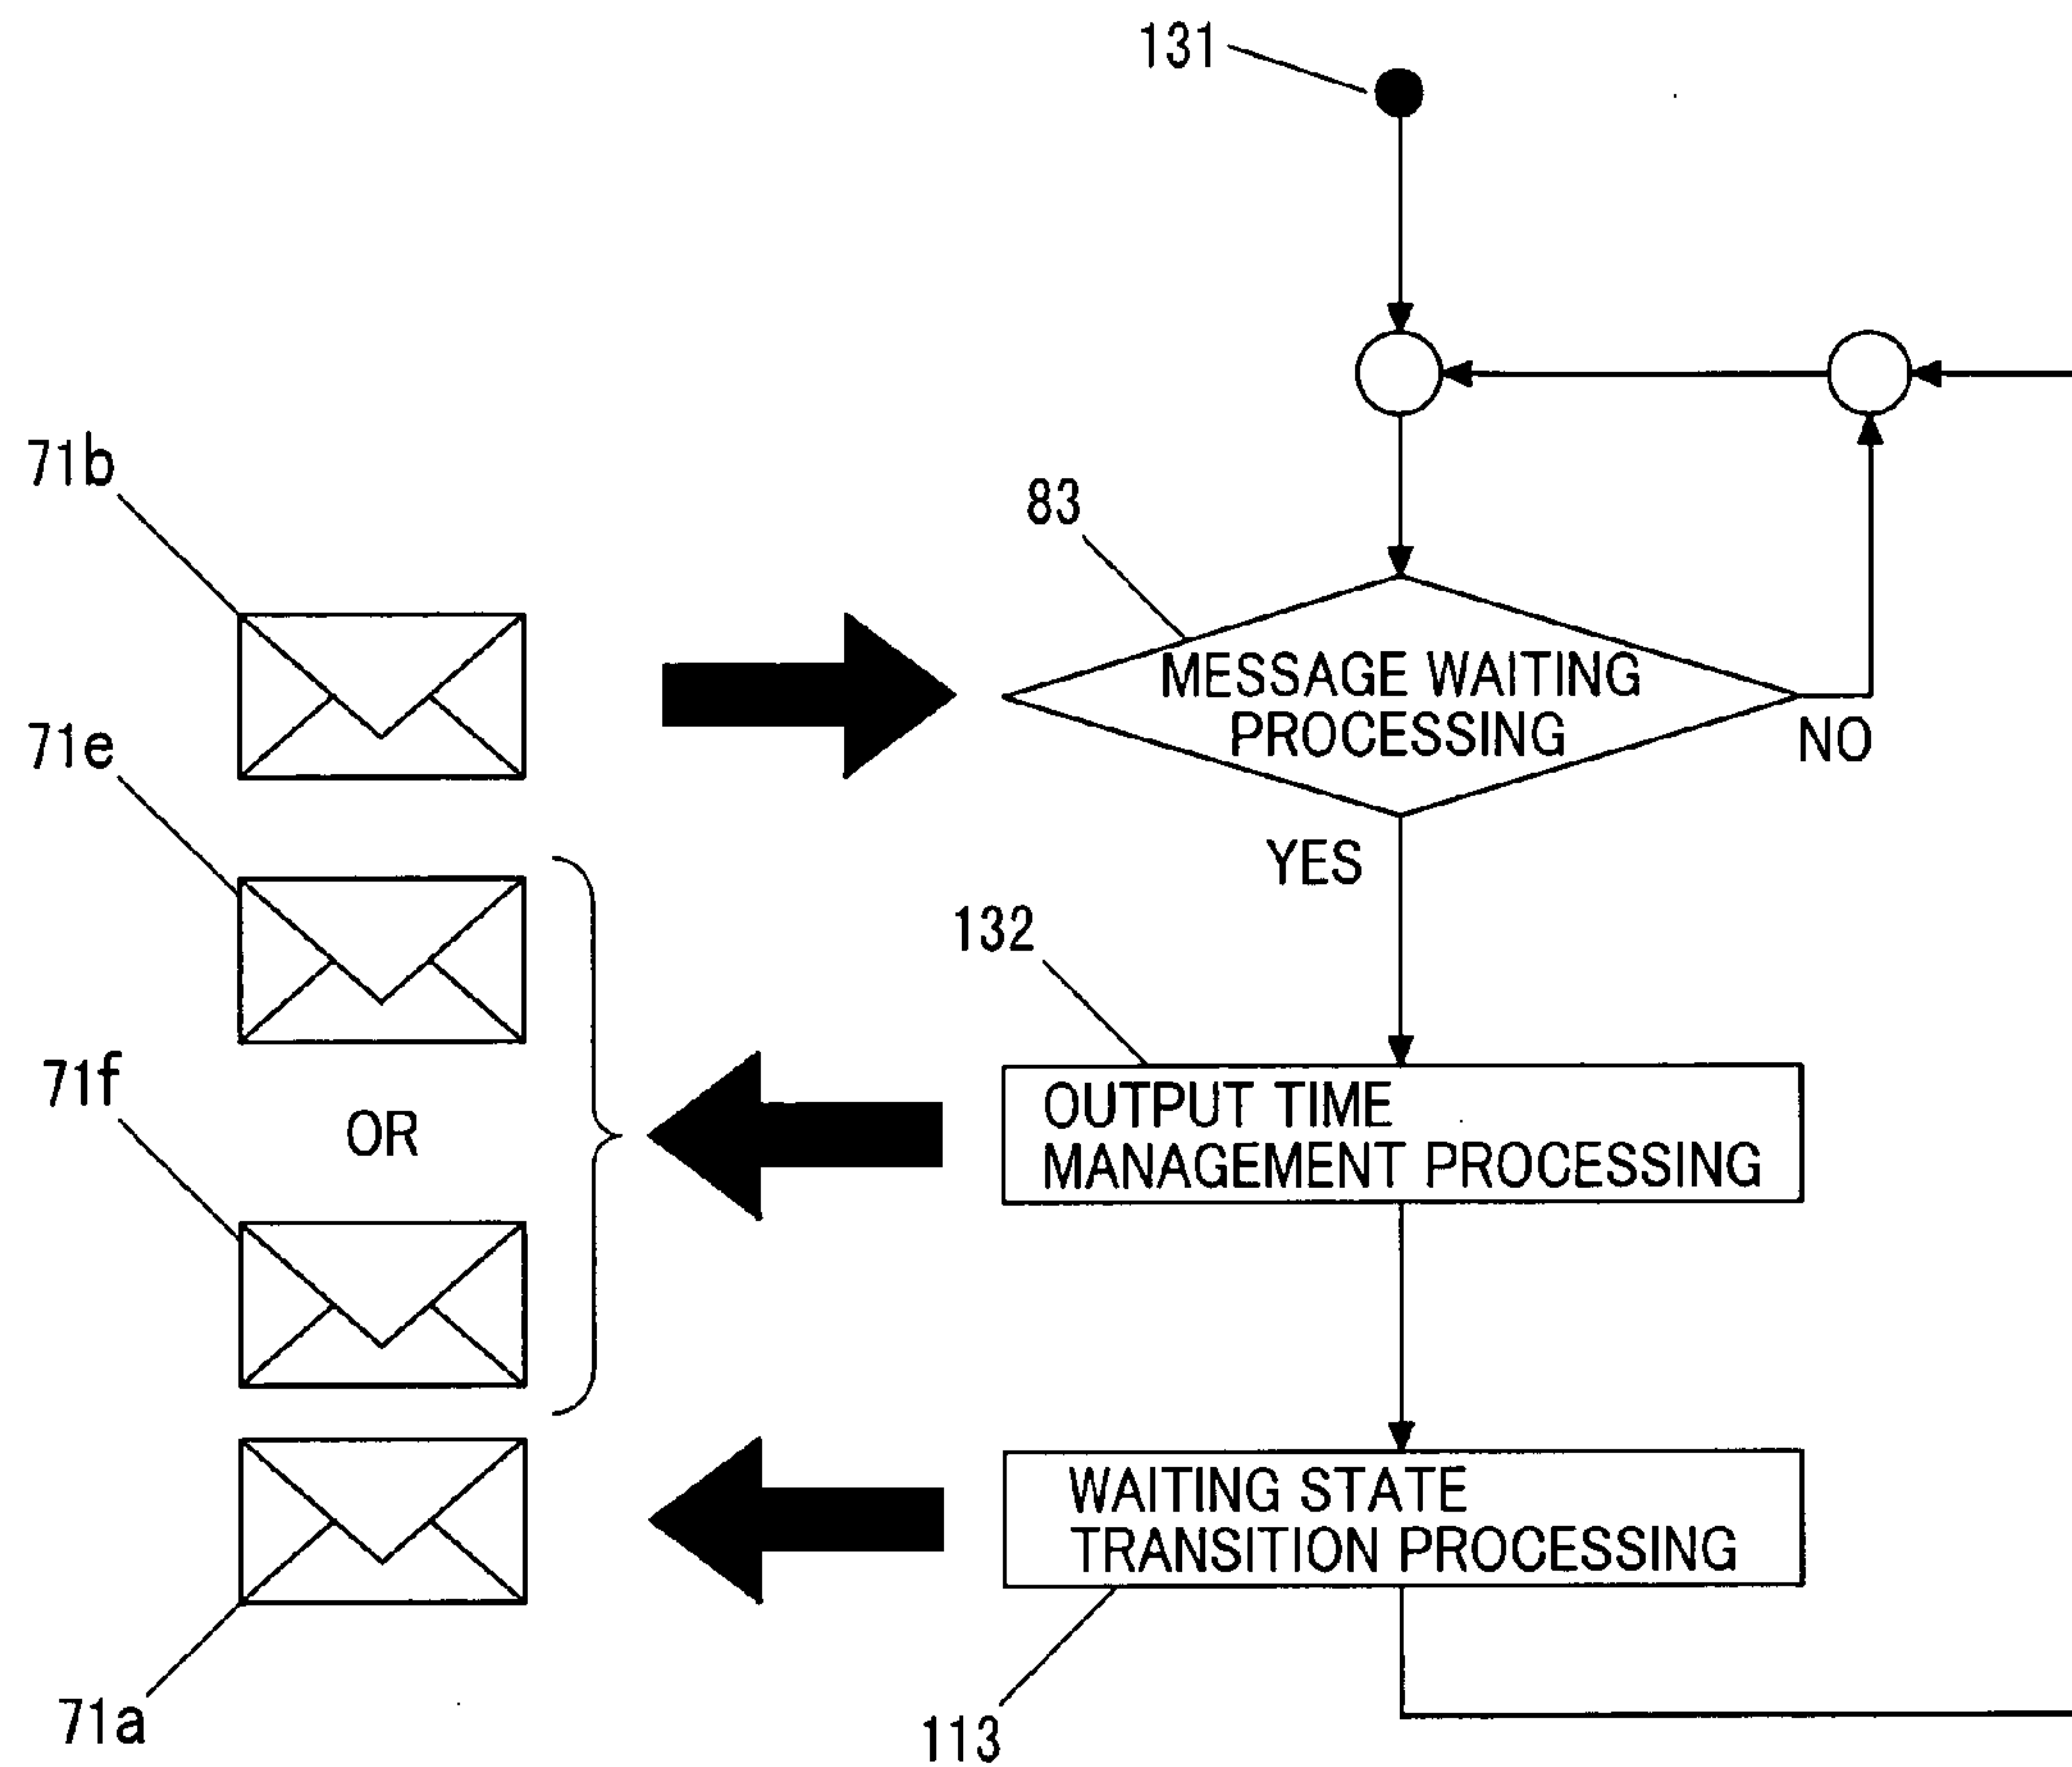 131
71b
83
MESSAGE WAITING
PROCESSING
71e
NO
YES
132
71f
OR
OUTPUT TIME
MANAGEMENT PROCESSING
WAITING STATE
TRANSITION PROCESSING
71a
113